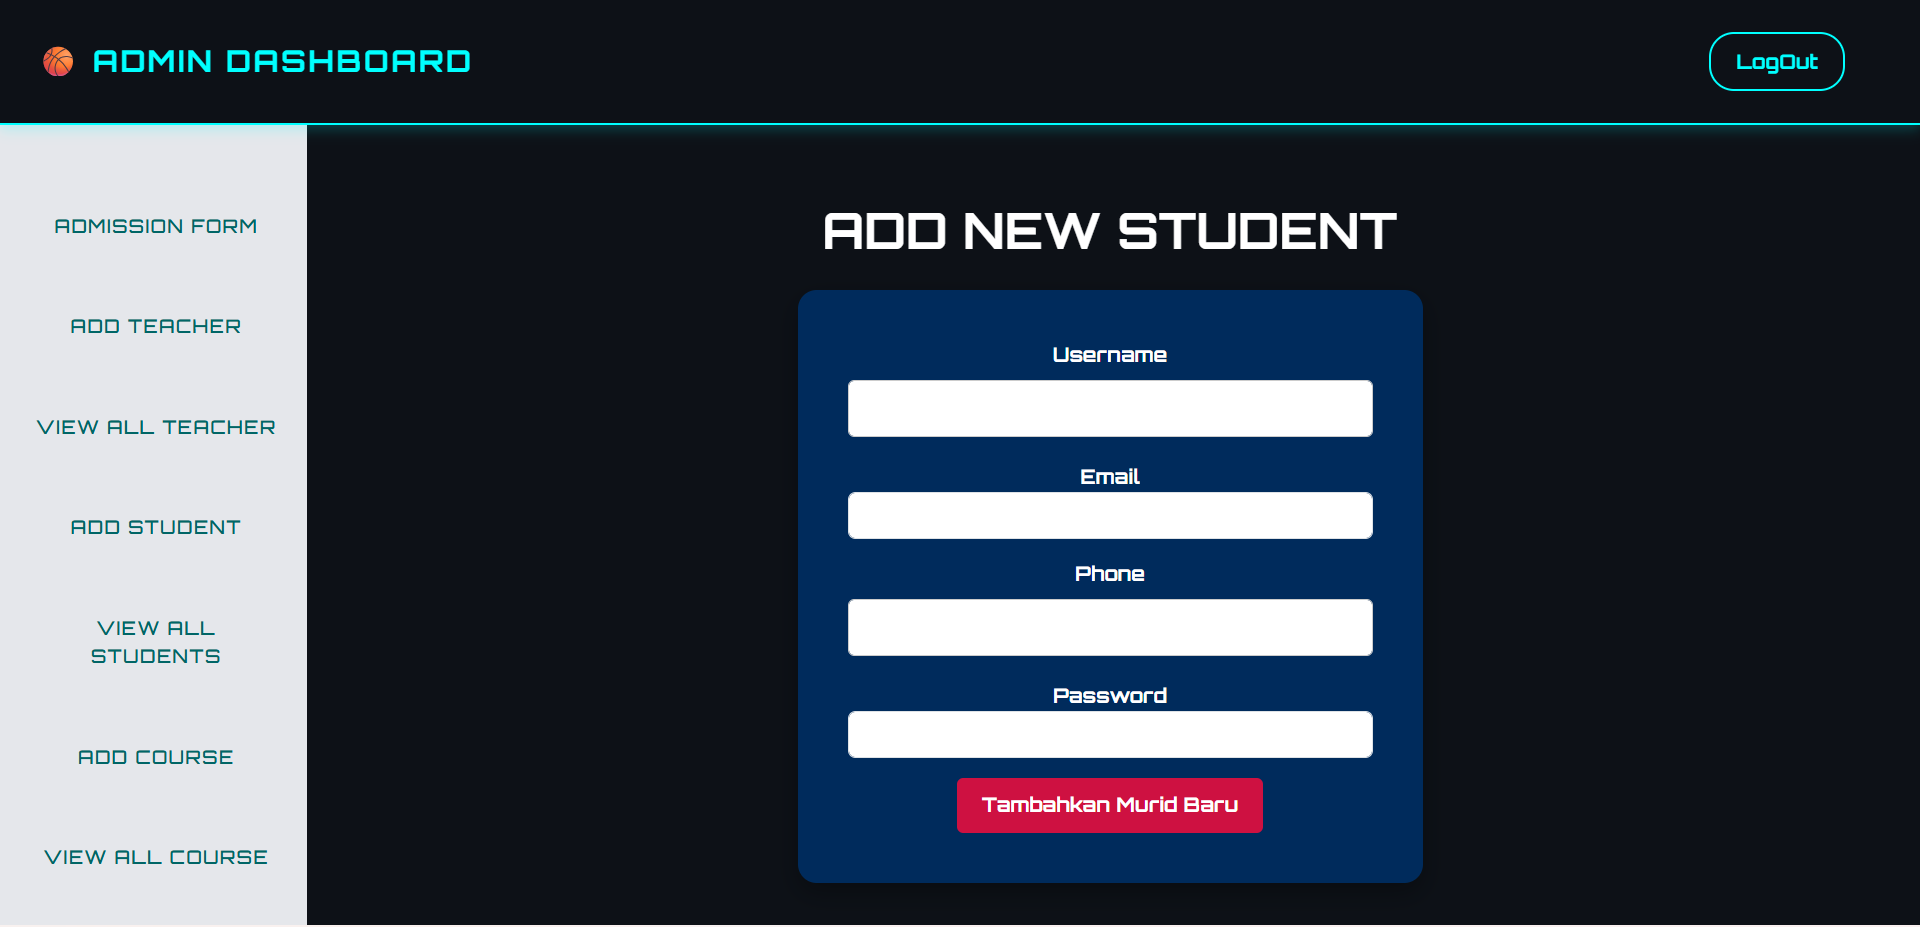 ADMIN DASHBOARD
LogOut
ADMISSION FORM
ADD TEACHER
VIEW ALL TEACHER
ADD STUDENT
VIEW ALL
STUDENTS
ADD COURSE
VIEW ALL COURSE
ADD NEW STUDENT
Username
Email
Phone
Password
Tambahkan Murid Baru